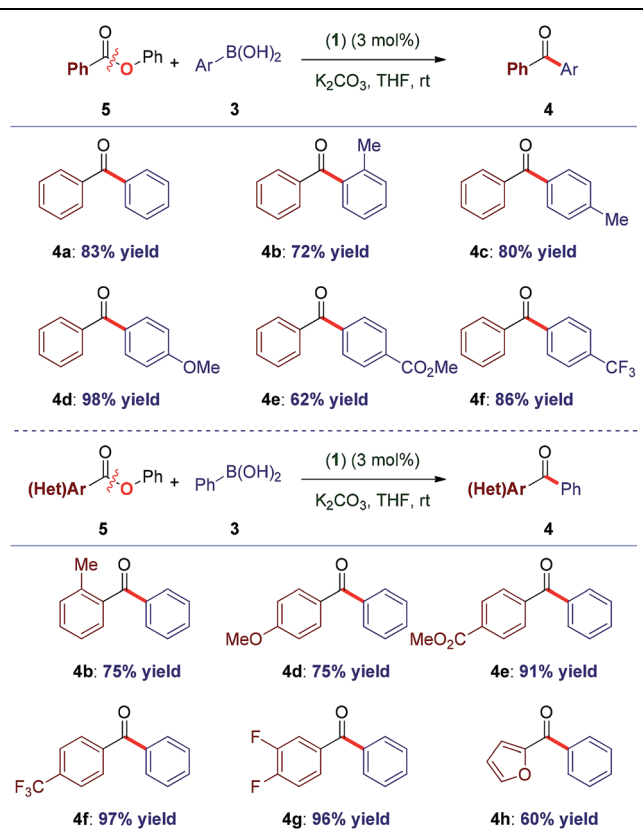 O
Ph O Ph + Ar B(OH)2 (1) (3 mol%) O
K2CO3, THF, rt Ph Ar
5 3 4
O O Me O
Me
4a: 83% yield 4b: 72% yield 4c: 80% yield
O O O
OMe CO2Me CF3
4d: 98% yield 4e: 62% yield 4f: 86% yield
O
(Het)Ar O Ph + Ph B(OH)2 (1) (3 mol%) O
K2CO3, THF, rt (Het)Ar Ph
5 3 4
Me O O O
MeO MeO2C
4b: 75% yield 4d: 75% yield 4e: 91% yield
O O O
F3C F F O
4f: 97% yield 4g: 96% yield 4h: 60% yield